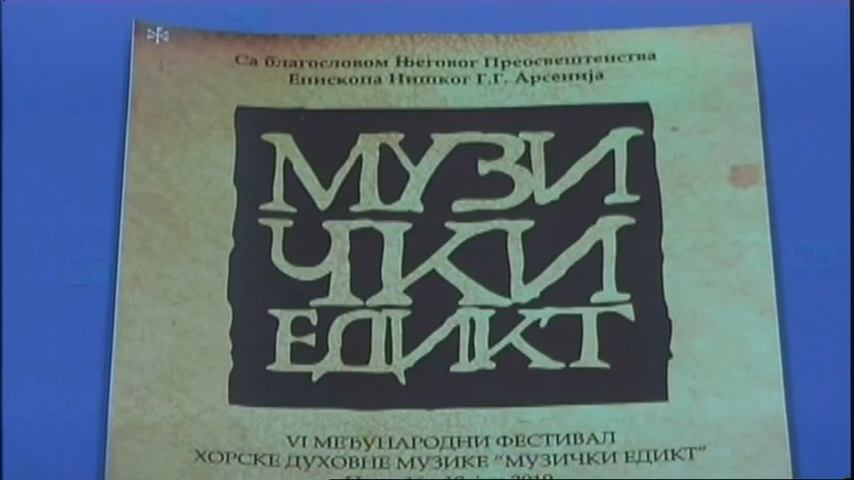 Са благословом Његовог Преосвештенства
Епископа Нишког Г.Г. Арсенија
МУЗИ
ЧКИ
ЕДИКТ
VI МЕЂУНАРОДНИ ФЕСТИВАЛ
ХОРСКЕ ДУХОВНЕ МУЗИКЕ “МУЗИЧКИ ЕДИКТ”